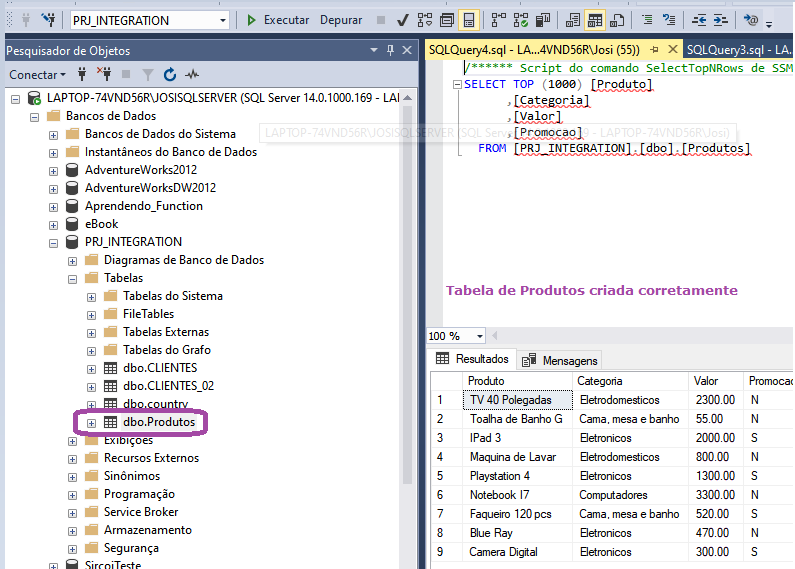 PRJ_INTEGRATION
Executar Depurar
Pesquisador de Objetos
Conectar
LAPTOP-74VND56R\JOSISQLSERVER (SQL Server 14.0.1000.169 - LA
Bancos de Dados
Bancos de Dados do Sistema
Instantâneos do Banco de Dados
AdventureWorks2012
AdventureWorksDW2012
Aprendendo_Function
eBook
PRJ_INTEGRATION
Diagramas de Banco de Dados
Tabelas
Tabelas do Sistema
FileTables
Tabelas Externas
Tabelas do Grafo
dbo.CLIENTES
dbo.CLIENTES_02
dbo.country
dbo.Produtos
Exibições
Recursos Externos
Sinônimos
Programação
Service Broker
Armazenamento
Segurança
SircoiTeste
SQLQuery4.sql - LA...4VND56R\Josi (55))
SQLQuery3.sql - LA.
/****** Script do comando SelectTopNRows de SSM
SELECT TOP (1000) [Produto]
,[Categoria]
,[Valor]
,[Promocao]
FROM [PRJ_INTEGRATION].[dbo].[Produtos]
LAPTOP-74VND56R\JOSISQLSERVER (SQL Serv 69 - LAPTOP-74VND56R\Josi)
Tabela de Produtos criada corretamente
100 %
Resultados Mensagens
Produto Categoria Valor Promocao
1 TV 40 Polegadas Eletrodomesticos 2300.00 N
2 Toalha de Banho G Cama, mesa e banho 55.00 N
3 IPad 3 Eletronicos 2000.00 S
4 Maquina de Lavar Eletrodomesticos 800.00 N
5 Playstation 4 Eletronicos 1300.00 S
6 Notebook I7 Computadores 3300.00 N
7 Faqueiro 120 pcs Cama, mesa e banho 520.00 S
8 Blue Ray Eletronicos 470.00 N
9 Camera Digital Eletronicos 300.00 S